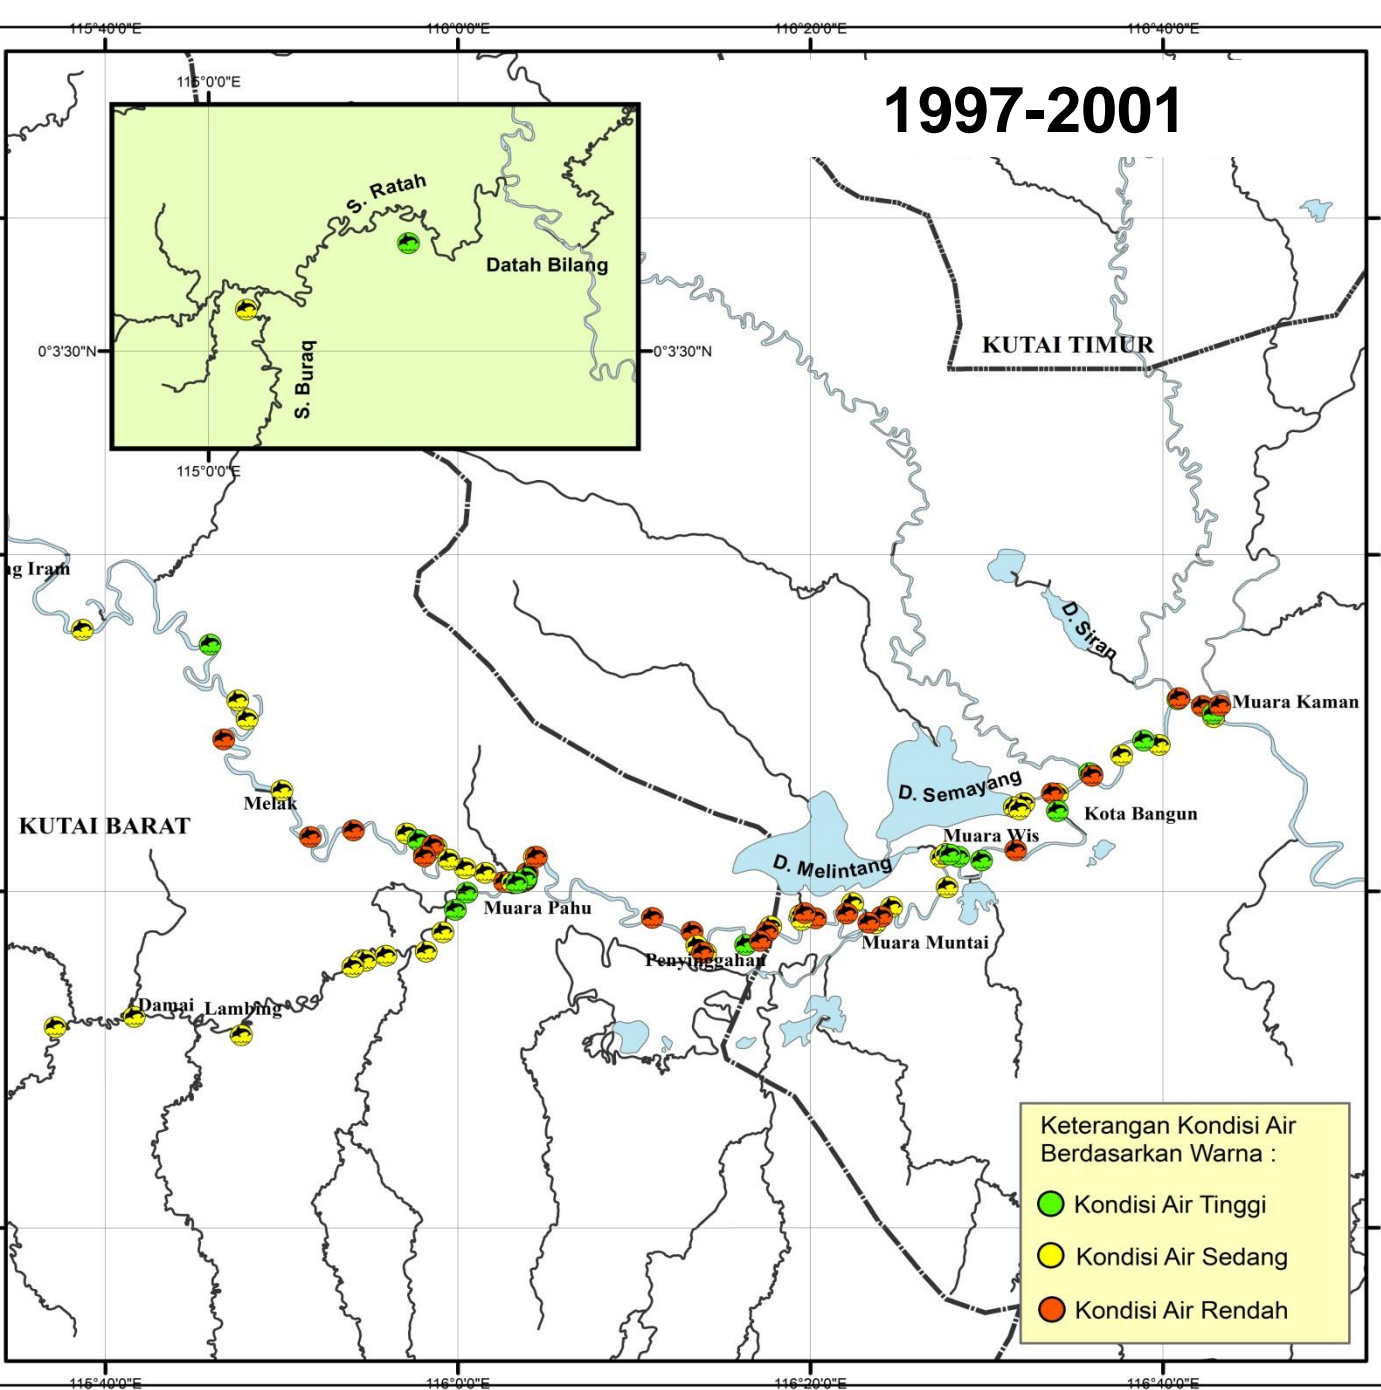 115°40'0"E
116°0'0"E
116°20'0"E
116°40'0"E
1997-2001
115°0'0"E
S. Ratah
Datah Bilang
S. Buraq
0°3'30"N
0°3'30"N
115°0'0"E
KUTAI TIMUR
ng Iram
D. Siran
Muara Kaman
Melak
KUTAI BARAT
D. Semayang
Kota Bangun
Muara Wis
D. Melintang
Muara Pahu
Muara Muntai
Penyinggahan
Damai
Lambing
Keterangan Kondisi Air
Berdasarkan Warna :
Kondisi Air Tinggi
Kondisi Air Sedang
Kondisi Air Rendah
115°40'0"E
116°0'0"E
116°20'0"E
116°40'0"E